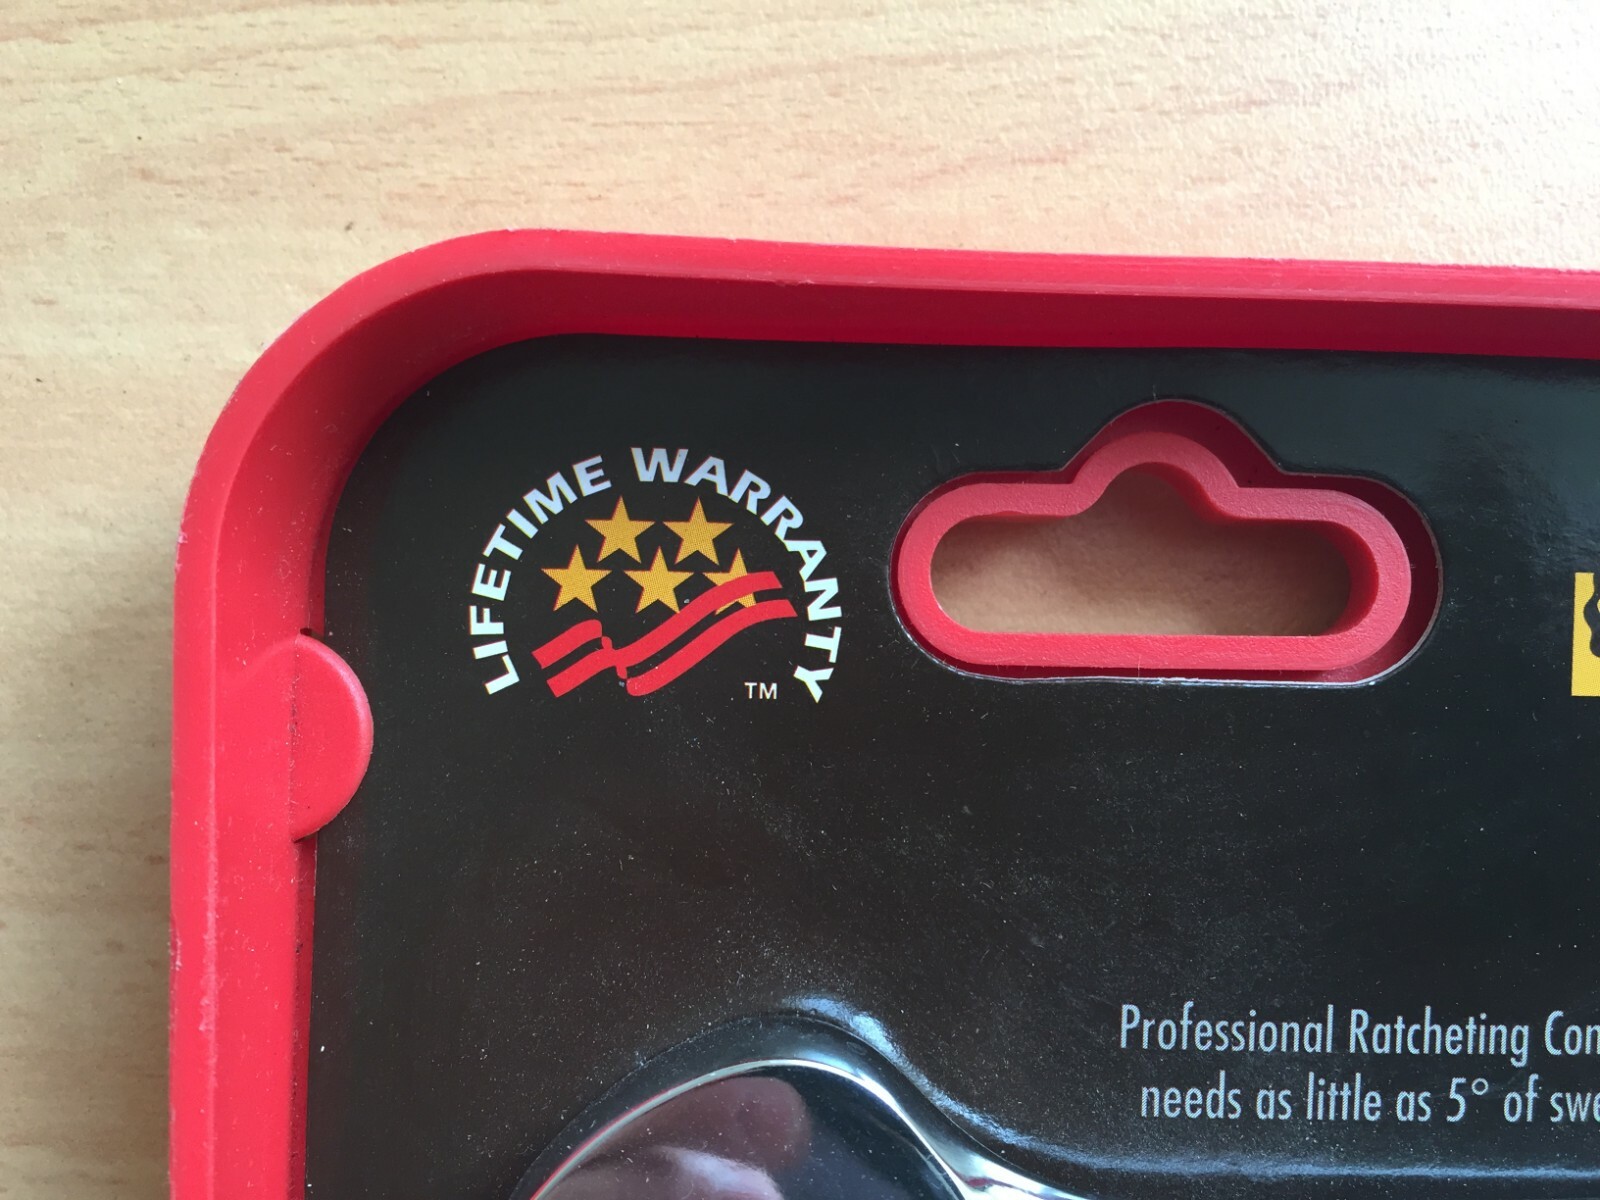 LIFETIME WARRANTY
TM
Professional Ratcheting
needs as little as 5° of